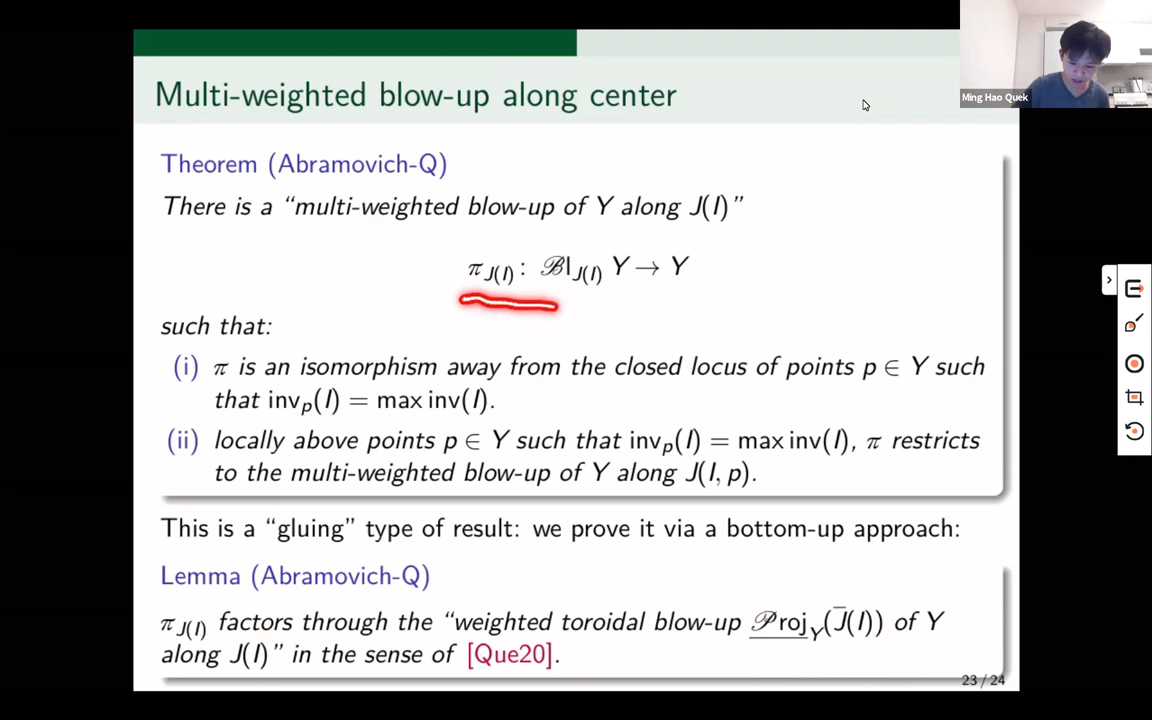 Multi-weighted blow-up along center
Ming Hao Quek
Theorem (Abramovich-Q)
There is a “multi-weighted blow-up of Y along J(I)”
π_J(I) : ℬl_J(I) Y → Y
such that:
(i) π is an isomorphism away from the closed locus of points p ∈ Y such
that inv_p(I) = max inv(I).
(ii) locally above points p ∈ Y such that inv_p(I) = max inv(I), π restricts
to the multi-weighted blow-up of Y along J(I, p).
This is a “gluing” type of result: we prove it via a bottom-up approach:
Lemma (Abramovich-Q)
π_J(I) factors through the “weighted toroidal blow-up 𝒫roj_Y(J̄(I)) of Y
along J(I)” in the sense of [Que20].
23 / 24